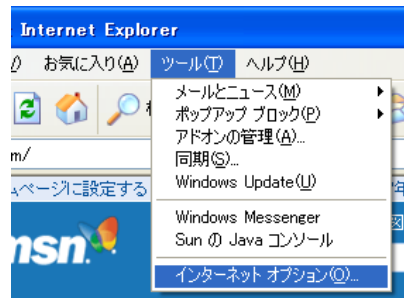 Internet Explorer
お気に入り(A) ツール(T) ヘルプ(H)
メールとニュース(M)
ポップアップ ブロック(P)
アドオンの管理(A)...
同期(S)...
Windows Update(U)
Windows Messenger
Sun の Java コンソール
インターネット オプション(O)...
m/
ムページに設定する
msn